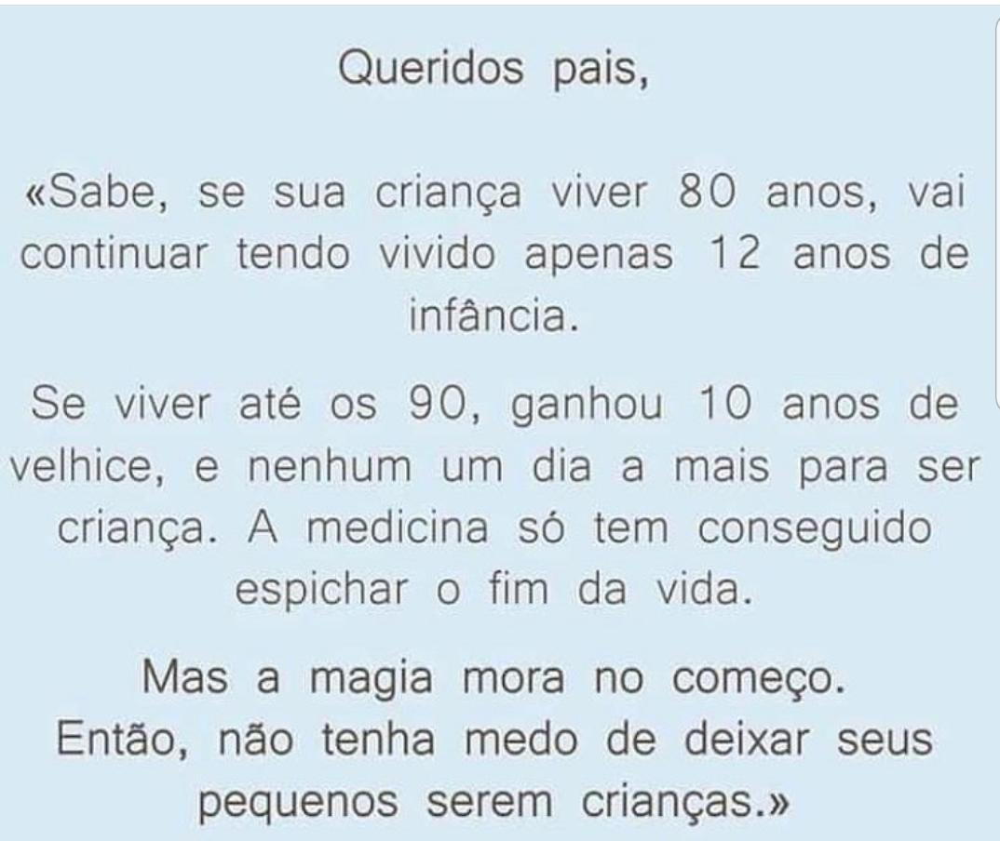 Queridos pais,
«Sabe, se sua criança viver 80 anos, vai
continuar tendo vivido apenas 12 anos de
infância.
Se viver até os 90, ganhou 10 anos de
velhice, e nenhum um dia a mais para ser
criança. A medicina só tem conseguido
espichar o fim da vida.
Mas a magia mora no começo.
Então, não tenha medo de deixar seus
pequenos serem crianças.»